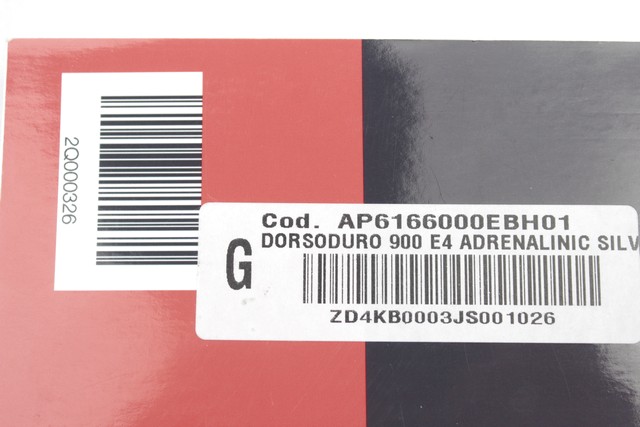 2Q000326
Cod. AP6166000EBH01
G
DORSODURO 900 E4 ADRENALINIC SILV
ZD4KB0003JS001026